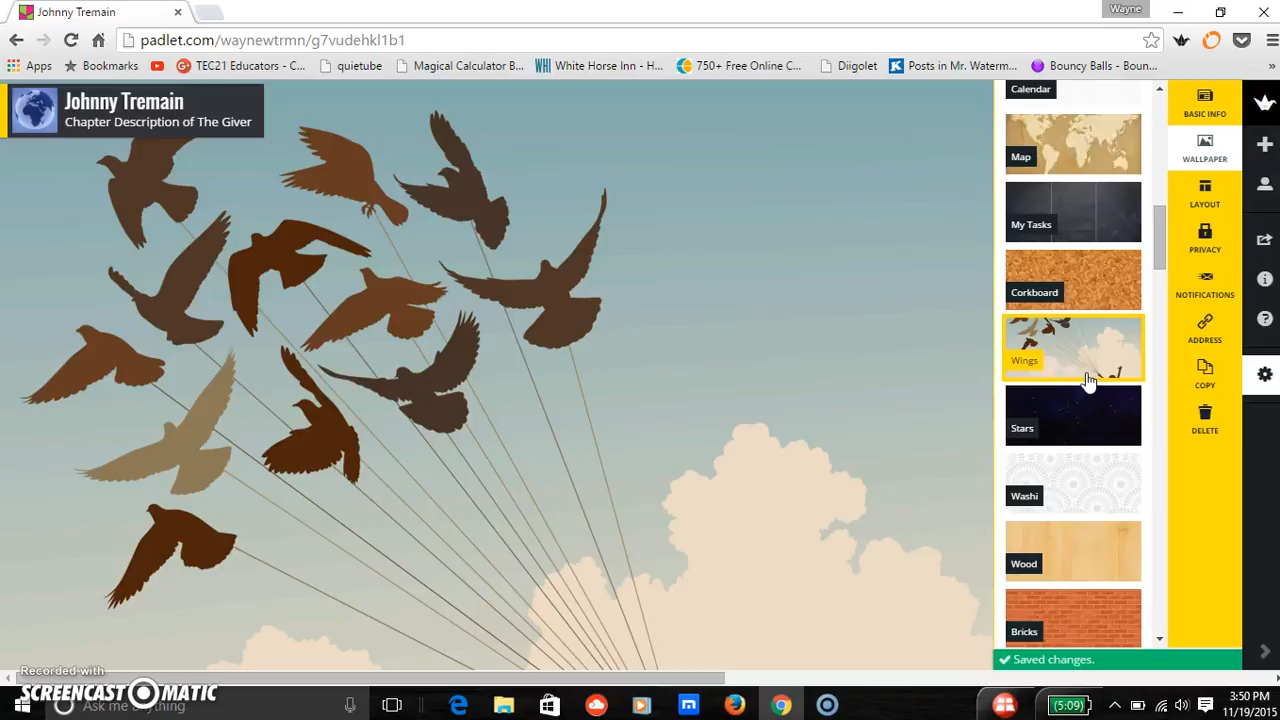 Johnny Tremain
Wayne
padlet.com/waynewtrmn/g7vudehkl1b1
Apps Bookmarks TEC21 Educators - C... quietube Magical Calculator B... WH White Horse Inn - H... 750+ Free Online C... Diigolet K Posts in Mr. Waterm... Bouncy Balls - Boun... »
Johnny Tremain
Chapter Description of The Giver
Calendar
Map
My Tasks
Corkboard
Wings
Stars
Washi
Wood
Bricks
Saved changes.
BASIC INFO
WALLPAPER
LAYOUT
PRIVACY
NOTIFICATIONS
ADDRESS
COPY
DELETE
Recorded with
SCREENCAST-O-MATIC
Ask me anything
(5:09)
3:50 PM
11/19/2015